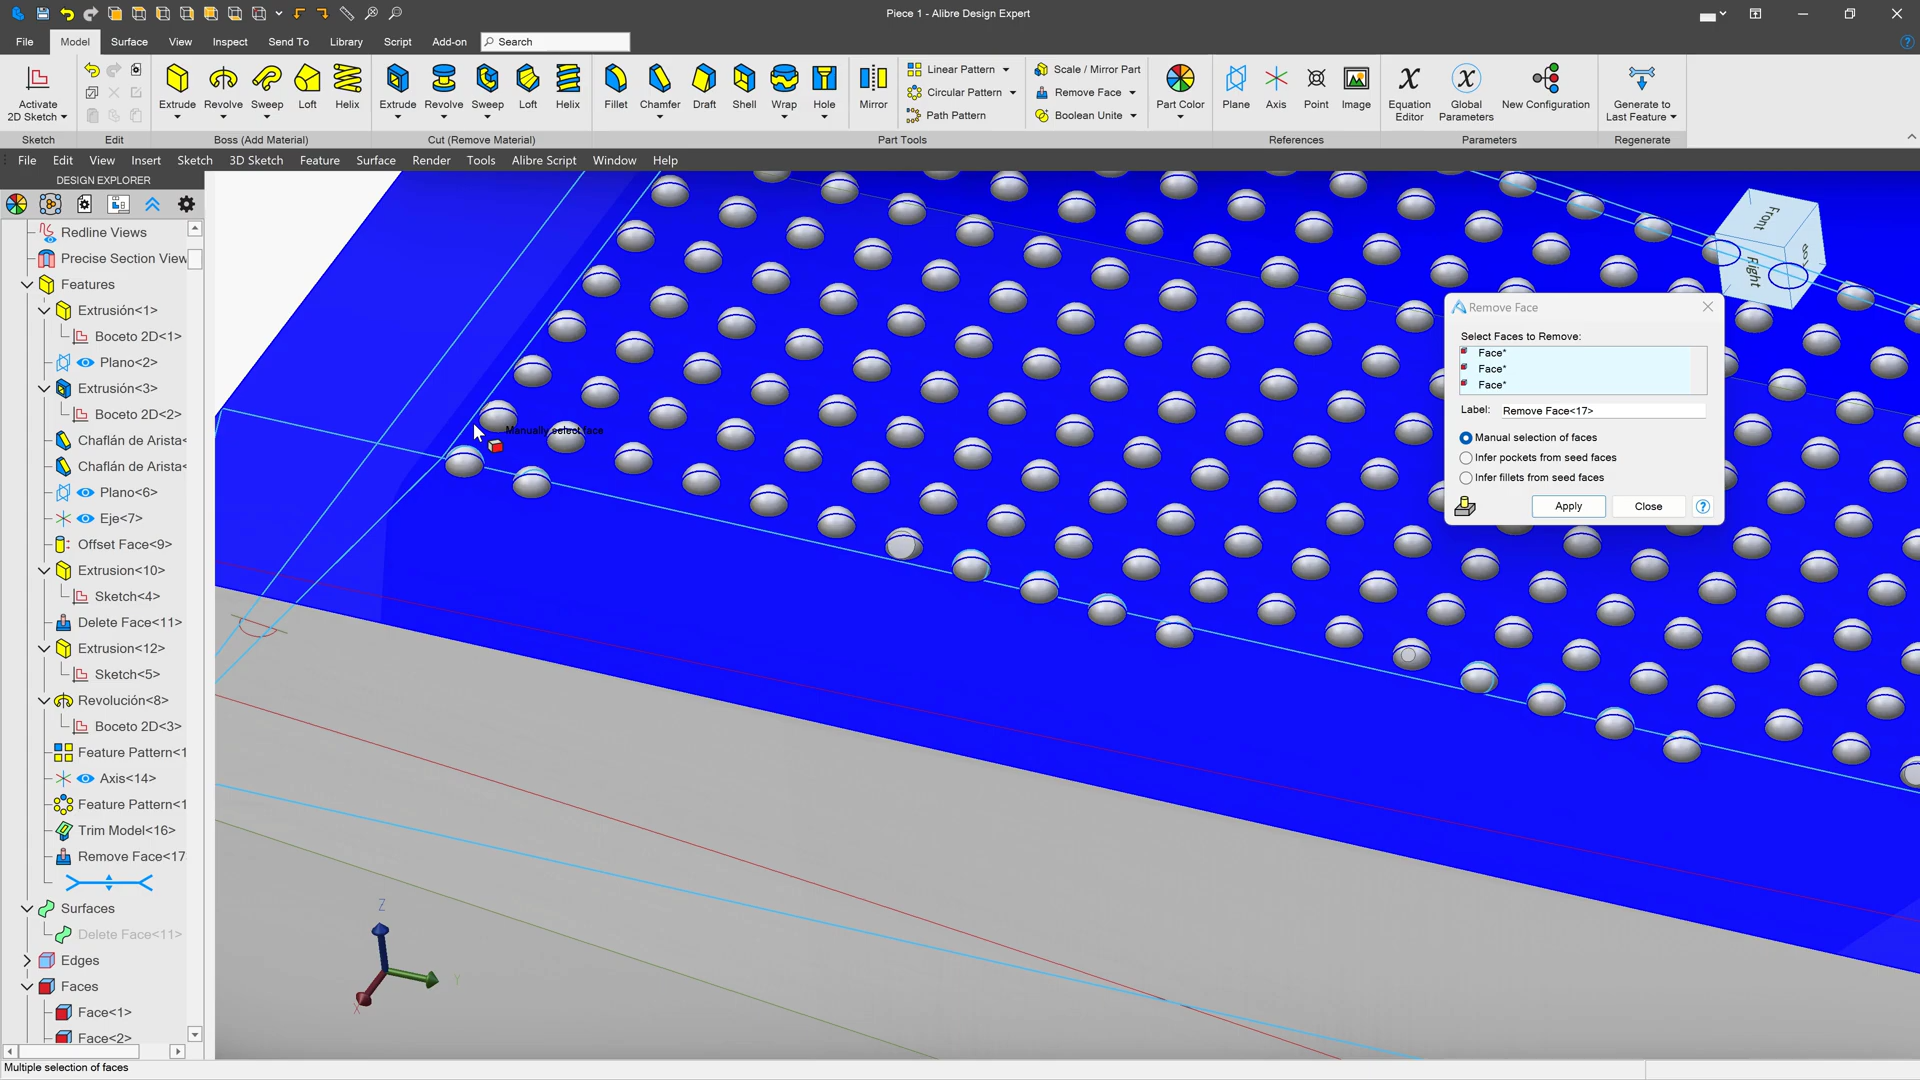 Piece 1 - Alibre Design Expert
File Model Surface View Inspect Send To Library Script Add-on Search
Activate
2D Sketch
Extrude Revolve Sweep Loft Helix
Extrude Revolve Sweep Loft Helix
Fillet Chamfer Draft Shell Wrap Hole
Mirror
Linear Pattern
Circular Pattern
Path Pattern
Scale / Mirror Part
Remove Face
Boolean Unite
Part Color
Plane Axis Point Image
Equation
Editor
Global
Parameters
New Configuration
Generate to
Last Feature
Sketch Edit Boss (Add Material) Cut (Remove Material) Part Tools References Parameters Regenerate
File Edit View Insert Sketch 3D Sketch Feature Surface Render Tools Alibre Script Window Help
DESIGN EXPLORER
Redline Views
Precise Section View
Features
Extrusión<1>
Boceto 2D<1>
Plano<2>
Extrusión<3>
Boceto 2D<2>
Chaflán de Arista<
Chaflán de Arista<
Plano<6>
Eje<7>
Offset Face<9>
Extrusion<10>
Sketch<4>
Delete Face<11>
Extrusion<12>
Sketch<5>
Revolución<8>
Boceto 2D<3>
Feature Pattern<1
Axis<14>
Feature Pattern<1
Trim Model<16>
Remove Face<17
Surfaces
Delete Face<11>
Edges
Faces
Face<1>
Face<2>
Manually select face
Front
Right
Z
Y
X
Remove Face
Select Faces to Remove:
Face*
Face*
Face*
Label: Remove Face<17>
Manual selection of faces
Infer pockets from seed faces
Infer fillets from seed faces
Apply Close
Multiple selection of faces